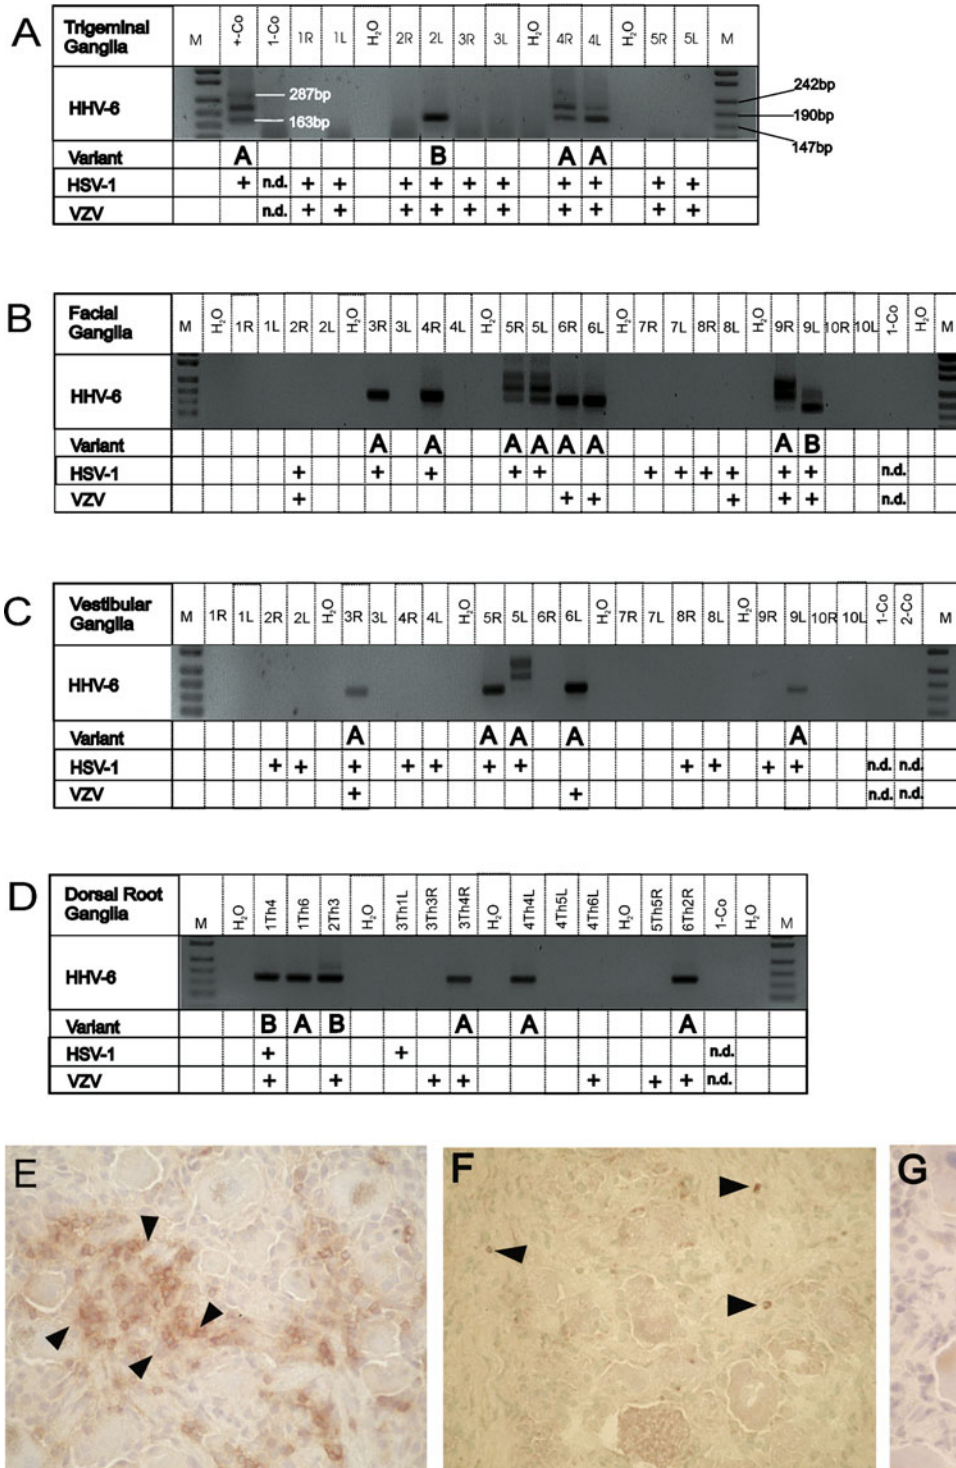 A
Trigeminal Ganglia M +-Co 1-Co 1R 1L H₂O 2R 2L 3R 3L H₂O 4R 4L H₂O 5R 5L M
HHV-6 287bp 163bp 242bp 190bp 147bp
Variant A B A A
HSV-1 + n.d. + + + + + + + + + +
VZV n.d. + + + + + + + + + +
B
Facial Ganglia M H₂O 1R 1L 2R 2L H₂O 3R 3L 4R 4L H₂O 5R 5L 6R 6L H₂O 7R 7L 8R 8L H₂O 9R 9L 10R 10L 1-Co H₂O M
HHV-6
Variant A A A A A A A B
HSV-1 + + + + + + + + + + + n.d.
VZV + + + + + + n.d.
C
Vestibular Ganglia M 1R 1L 2R 2L H₂O 3R 3L 4R 4L H₂O 5R 5L 6R 6L H₂O 7R 7L 8R 8L H₂O 9R 9L 10R 10L 1-Co 2-Co M
HHV-6
Variant A A A A A
HSV-1 + + + + + + + + + + + n.d. n.d.
VZV + + n.d. n.d.
D
Dorsal Root Ganglia M H₂O 1Th4 1Th6 2Th3 H₂O 3Th1L 3Th3R 3Th4R H₂O 4Th4L 4Th5L 4Th6L H₂O 5Th5R 6Th2R 1-Co H₂O M
HHV-6
Variant B A B A A A
HSV-1 + + n.d.
VZV + + + + + + + n.d.
E F G